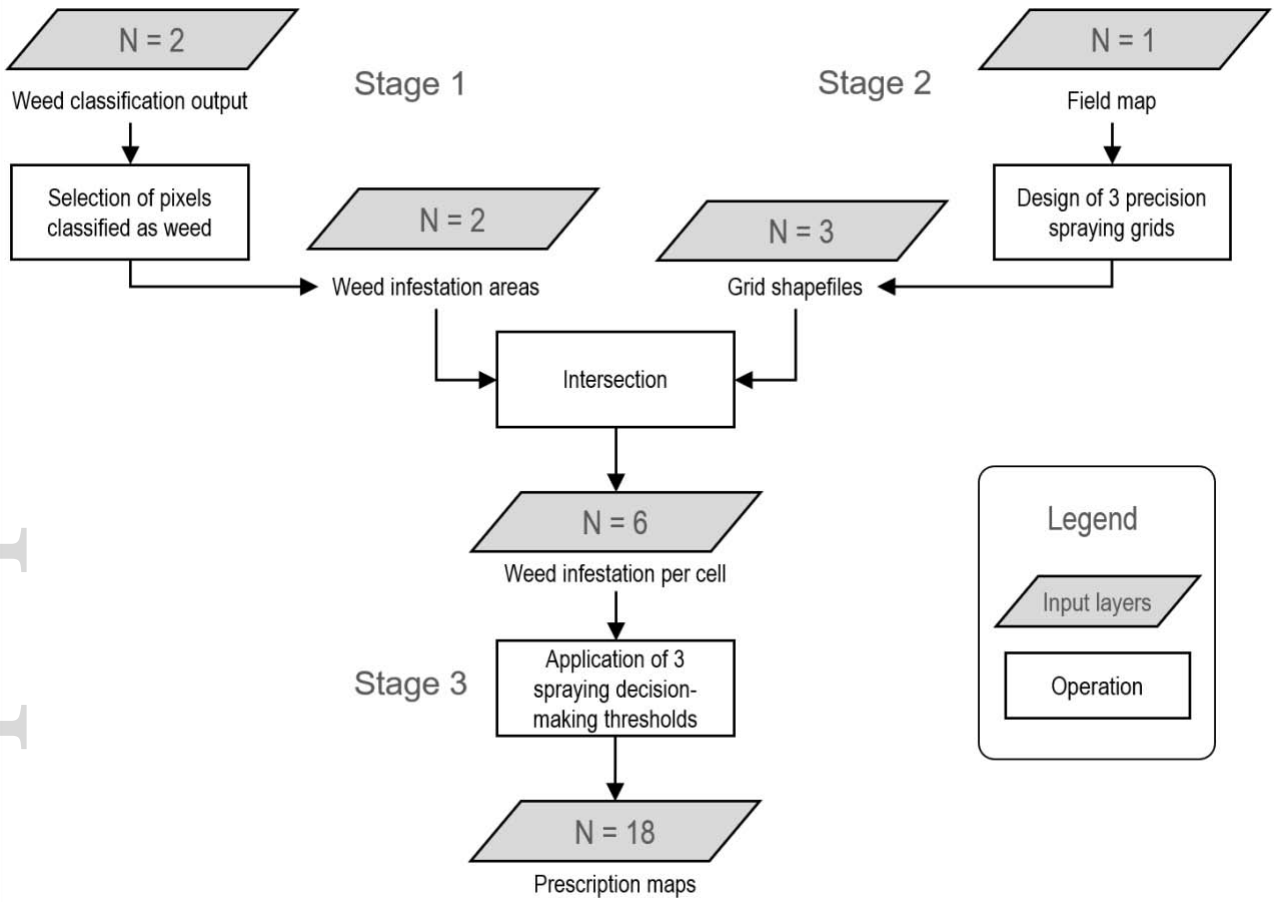 N = 2
Weed classification output
Stage 1
Selection of pixels
classified as weed
N = 2
Weed infestation areas
Stage 2
N = 1
Field map
Design of 3 precision
spraying grids
N = 3
Grid shapefiles
Intersection
N = 6
Weed infestation per cell
Stage 3
Application of 3
spraying decision-
making thresholds
N = 18
Prescription maps
Legend
Input layers
Operation